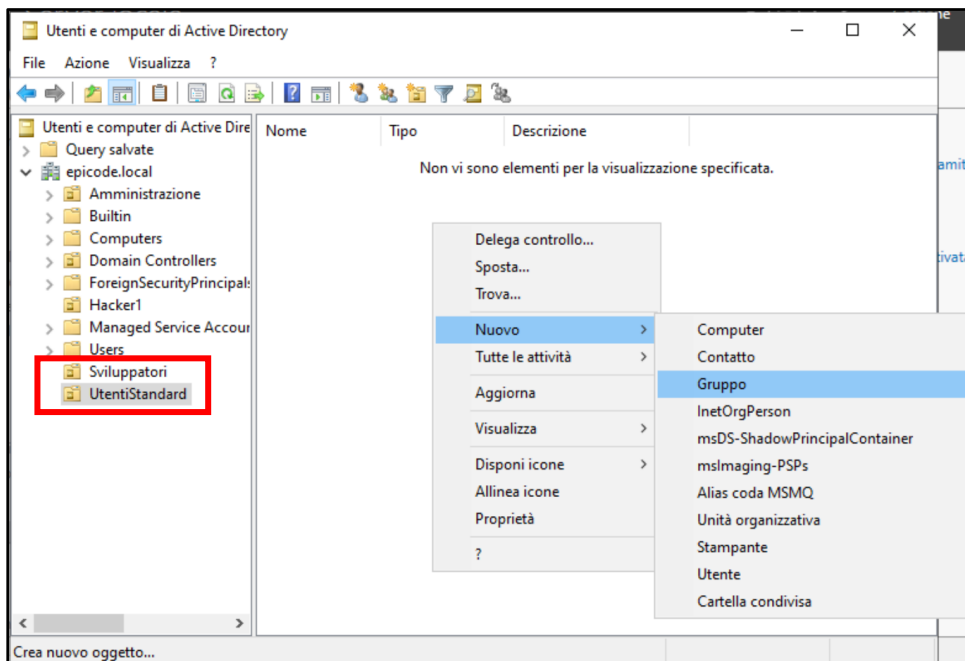 Utenti e computer di Active Directory
File Azione Visualizza ?
Utenti e computer di Active Dire
Nome Tipo Descrizione
Query salvate
Non vi sono elementi per la visualizzazione specificata.
epicode.local
Amministrazione
Builtin
Computers
Domain Controllers
ForeignSecurityPrincipals
Hacker1
Managed Service Accour
Users
Sviluppatori
UtentiStandard
Delega controllo...
Sposta...
Trova...
Nuovo
Tutte le attività
Aggiorna
Visualizza
Disponi icone
Allinea icone
Proprietà
?
Computer
Contatto
Gruppo
InetOrgPerson
msDS-ShadowPrincipalContainer
msImaging-PSPs
Alias coda MSMQ
Unità organizzativa
Stampante
Utente
Cartella condivisa
Crea nuovo oggetto...
amit
ivata